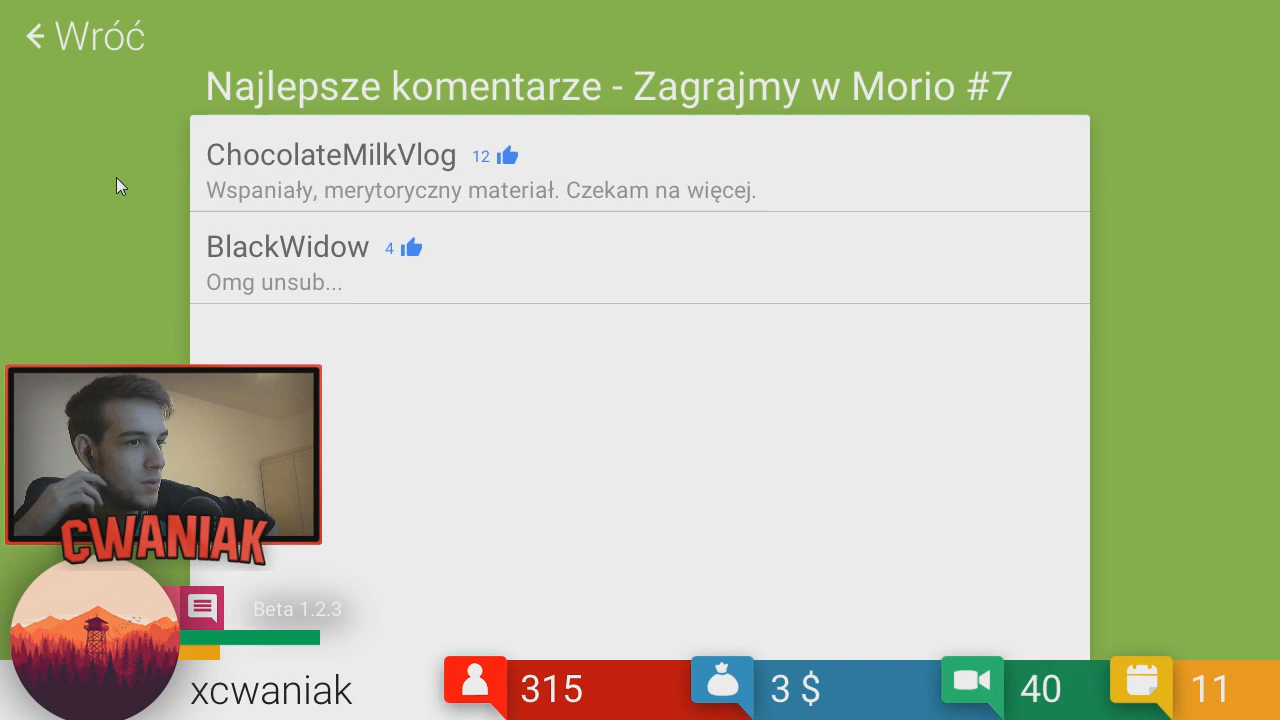 Wróć
Najlepsze komentarze - Zagrajmy w Morio #7
ChocolateMilkVlog 12
Wspaniały, merytoryczny materiał. Czekam na więcej.
BlackWidow 4
Omg unsub...
CWANIAK
Beta 1.2.3
xcwaniak 315 3 $ 40 11